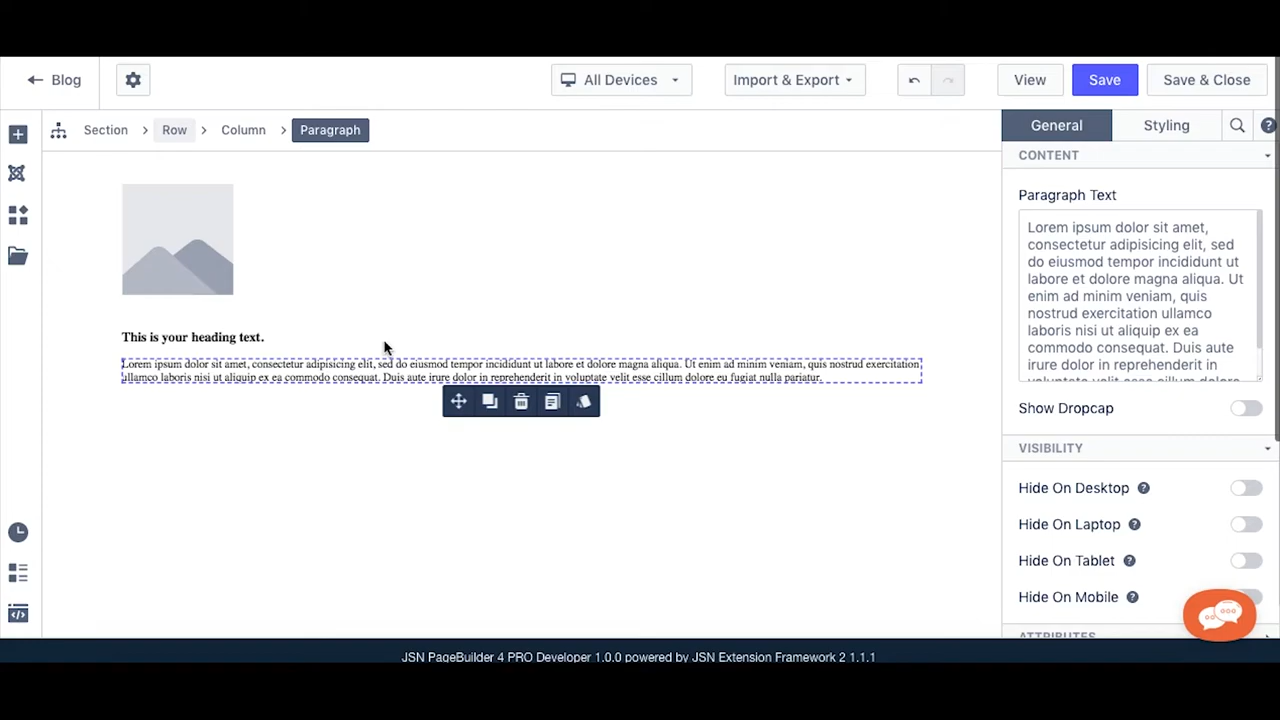 Blog
All Devices
Import & Export
View
Save
Save & Close
Section
Row
Column
Paragraph
General
Styling
CONTENT
Paragraph Text
Lorem ipsum dolor sit amet,
consectetur adipisicing elit, sed
do eiusmod tempor incididunt ut
labore et dolore magna aliqua. Ut
enim ad minim veniam, quis
nostrud exercitation ullamco
laboris nisi ut aliquip ex ea
commodo consequat. Duis aute
irure dolor in reprehenderit in
voluptate velit esse cillum dolore
This is your heading text.
Lorem ipsum dolor sit amet, consectetur adipisicing elit, sed do eiusmod tempor incididunt ut labore et dolore magna aliqua. Ut enim ad minim veniam, quis nostrud exercitation
ullamco laboris nisi ut aliquip ex ea commodo consequat. Duis aute irure dolor in reprehenderit in voluptate velit esse cillum dolore eu fugiat nulla pariatur.
Show Dropcap
VISIBILITY
Hide On Desktop
Hide On Laptop
Hide On Tablet
Hide On Mobile
ATTRIBUTES
JSN PageBuilder 4 PRO Developer 1.0.0 powered by JSN Extension Framework 2 1.1.1